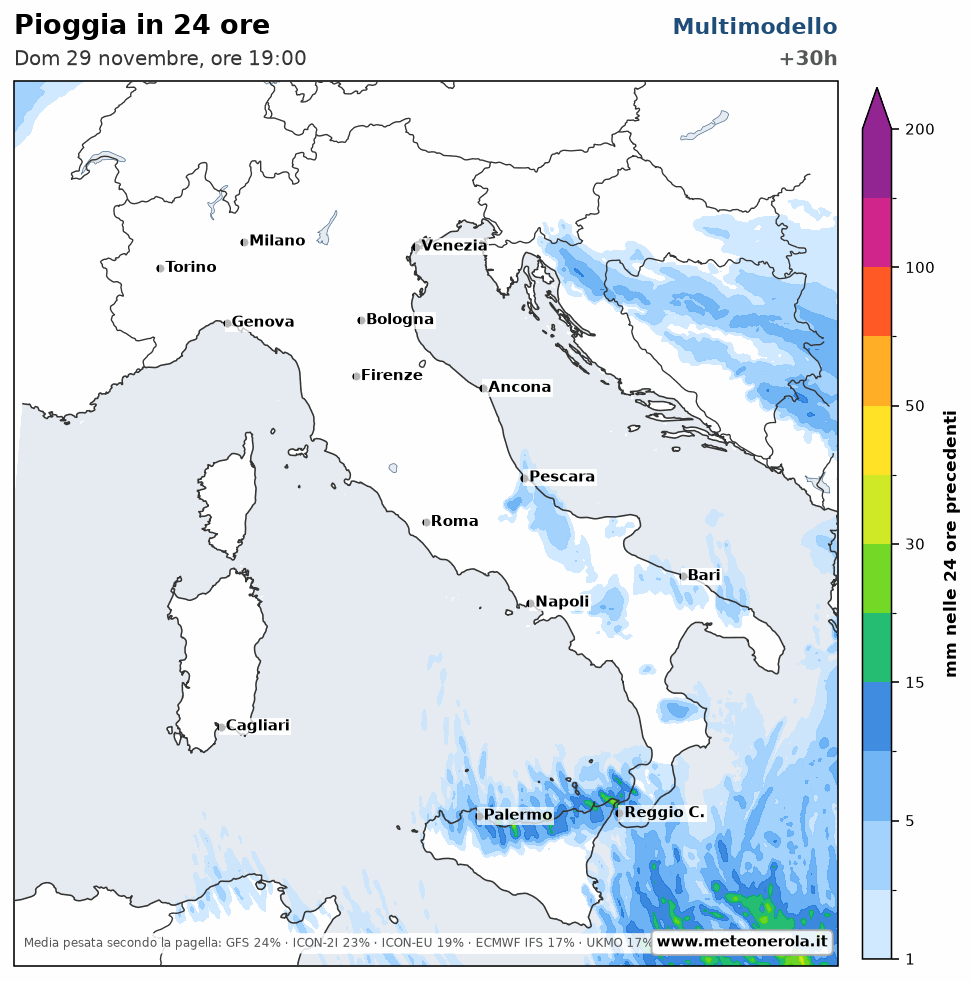 Pioggia in 24 ore
Multimodello
Dom 29 novembre, ore 19:00
+30h
Milano
Venezia
Torino
Genova
Bologna
Firenze
Ancona
Pescara
Roma
Bari
Napoli
Cagliari
Palermo
Reggio C.
200
100
50
30
15
5
1
mm nelle 24 ore precedenti
Media pesata secondo la pagella: GFS 24% · ICON-2I 23% · ICON-EU 19% · ECMWF IFS 17% · UKMO 17%
www.meteonerola.it